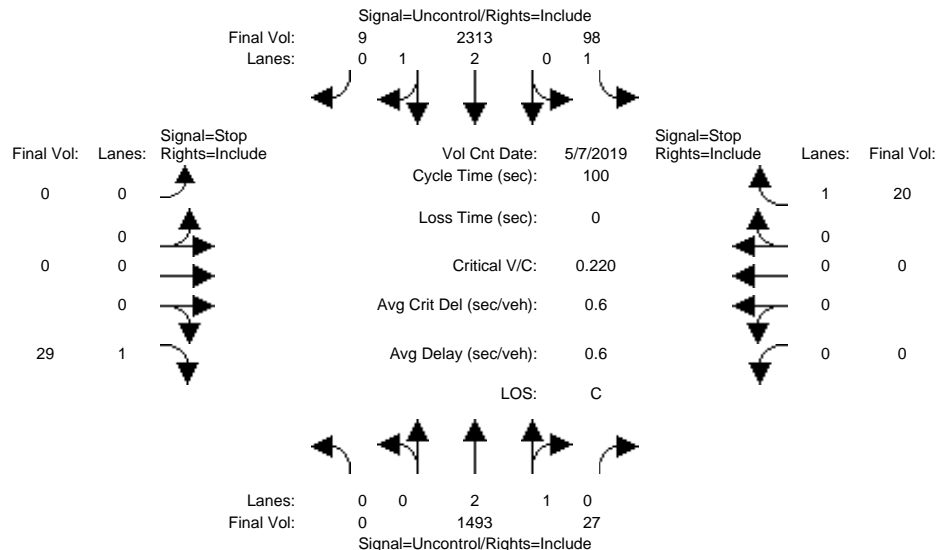 Signal=Uncontrol/Rights=Include
Final Vol: 9 2313 98
Lanes: 0 1 2 0 1
Signal=Stop
Final Vol: Lanes: Rights=Include
Vol Cnt Date: 5/7/2019
Signal=Stop
Rights=Include Lanes: Final Vol:
Cycle Time (sec): 100
0 0
1 20
Loss Time (sec): 0
0
0
0 0
Critical V/C: 0.220
0 0
0
Avg Crit Del (sec/veh): 0.6
0
29 1
Avg Delay (sec/veh): 0.6
0 0
LOS: C
Lanes: 0 0 2 1 0
Final Vol: 0 1493 27
Signal=Uncontrol/Rights=Include